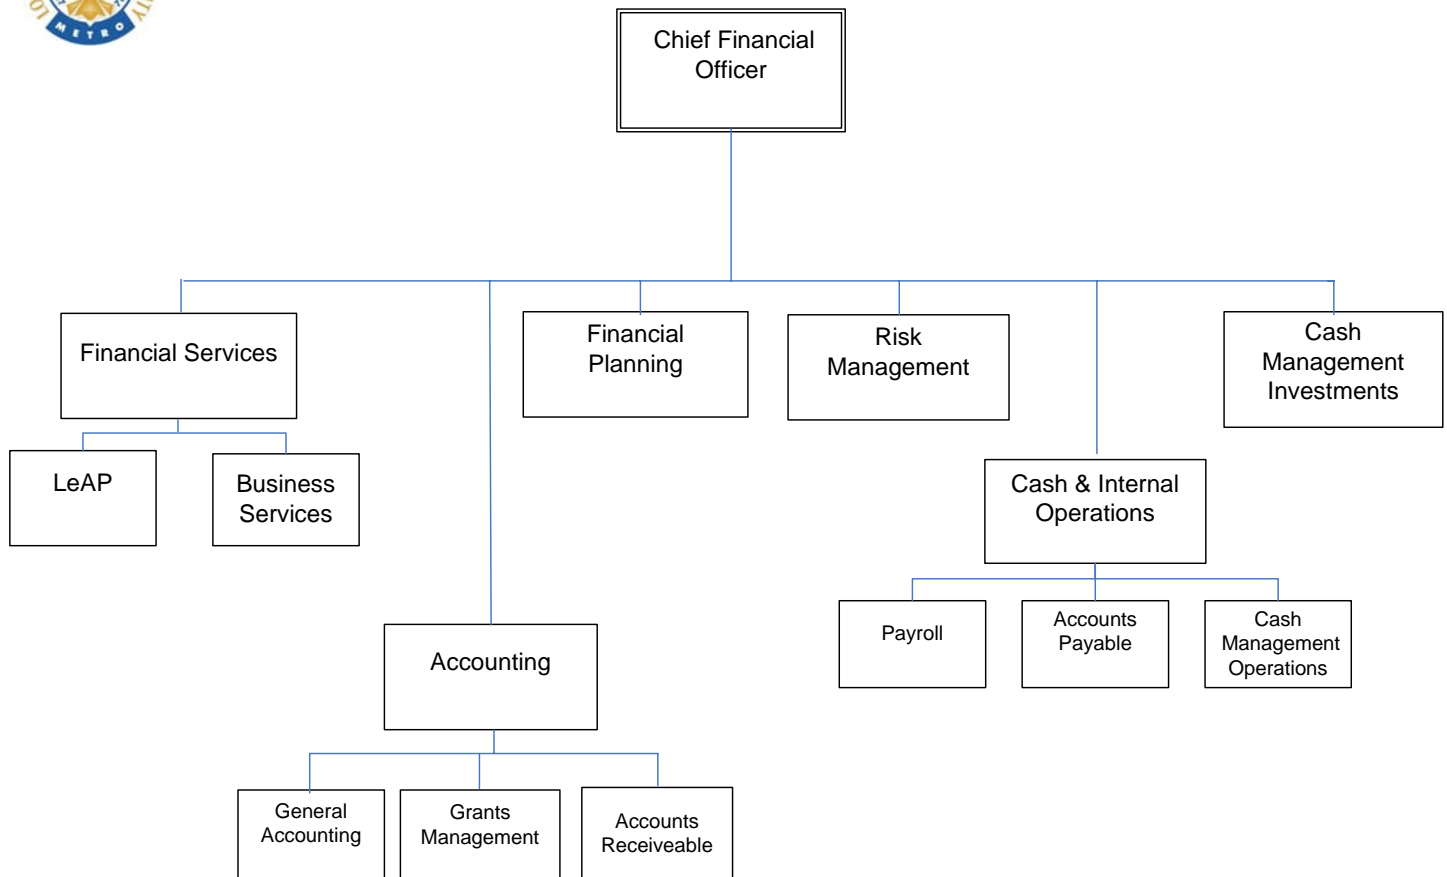 METRO
Chief Financial
Officer
Financial Services
Financial
Planning
Risk
Management
Cash
Management
Investments
LeAP
Business
Services
Cash & Internal
Operations
Payroll
Accounts
Payable
Cash
Management
Operations
Accounting
General
Accounting
Grants
Management
Accounts
Receiveable